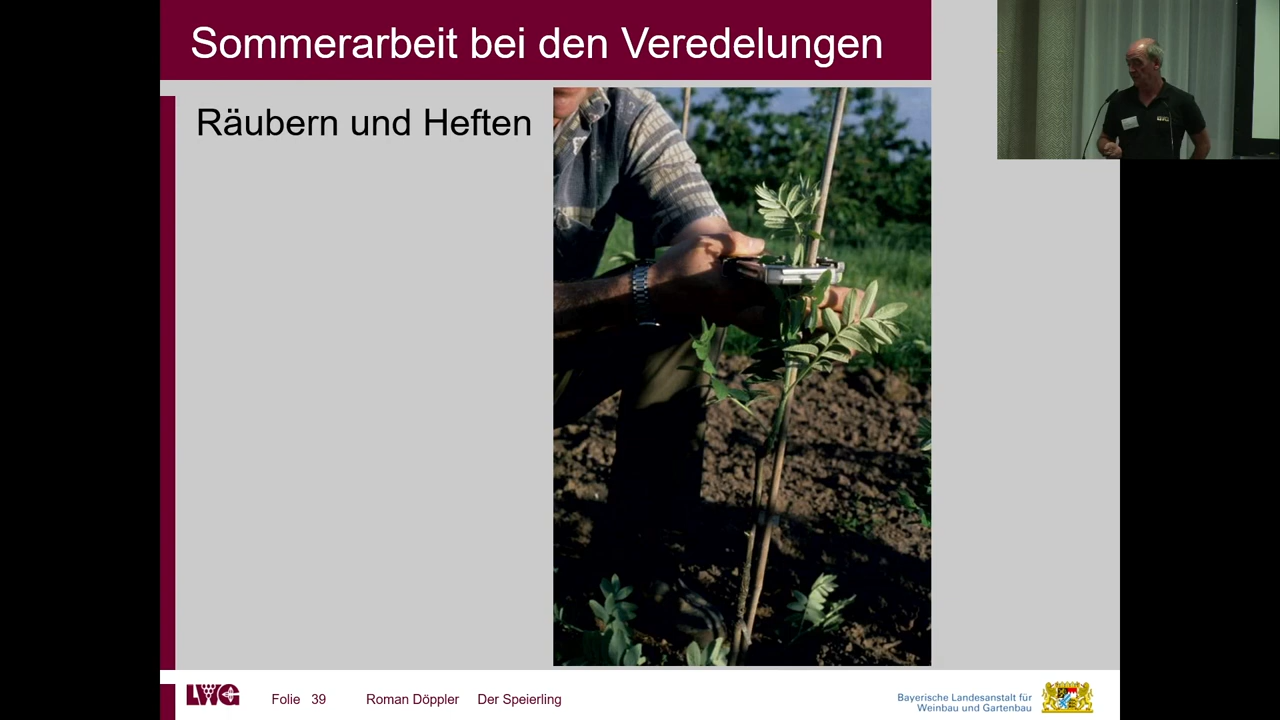 Sommerarbeit bei den Veredelungen
Räubern und Heften
LWG
Folie 39 Roman Döppler Der Speierling
Bayerische Landesanstalt für
Weinbau und Gartenbau